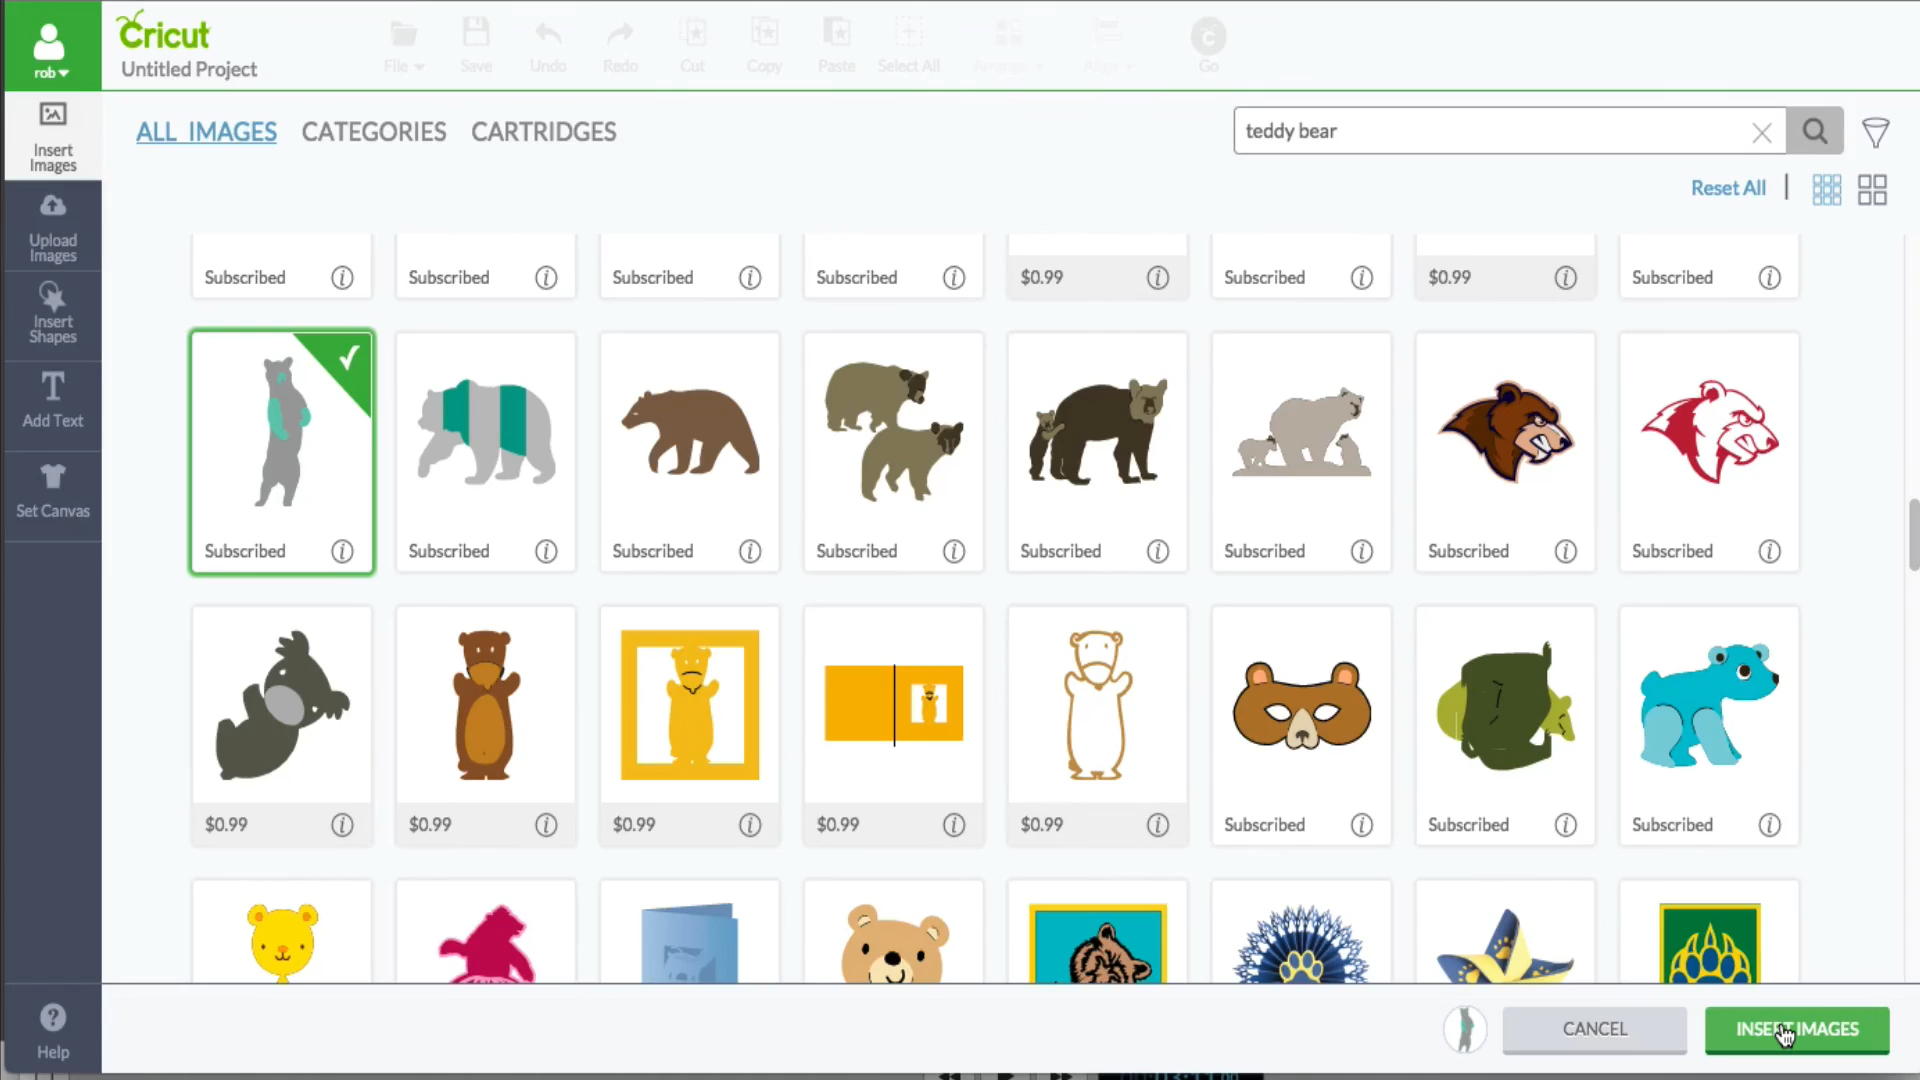 rob
Cricut
Untitled Project
File
Save
Undo
Redo
Cut
Copy
Paste
Select All
Arrange
Align
C
Go
Insert
Images
Upload
Images
Insert
Shapes
T
Add Text
Set Canvas
?
Help
ALL IMAGES
CATEGORIES
CARTRIDGES
teddy bear
Reset All
Subscribed i Subscribed i Subscribed i Subscribed i $0.99 i Subscribed i $0.99 i Subscribed i
Subscribed i Subscribed i Subscribed i Subscribed i Subscribed i Subscribed i Subscribed i Subscribed i
$0.99 i $0.99 i $0.99 i $0.99 i $0.99 i Subscribed i Subscribed i Subscribed i
CANCEL
INSERT IMAGES